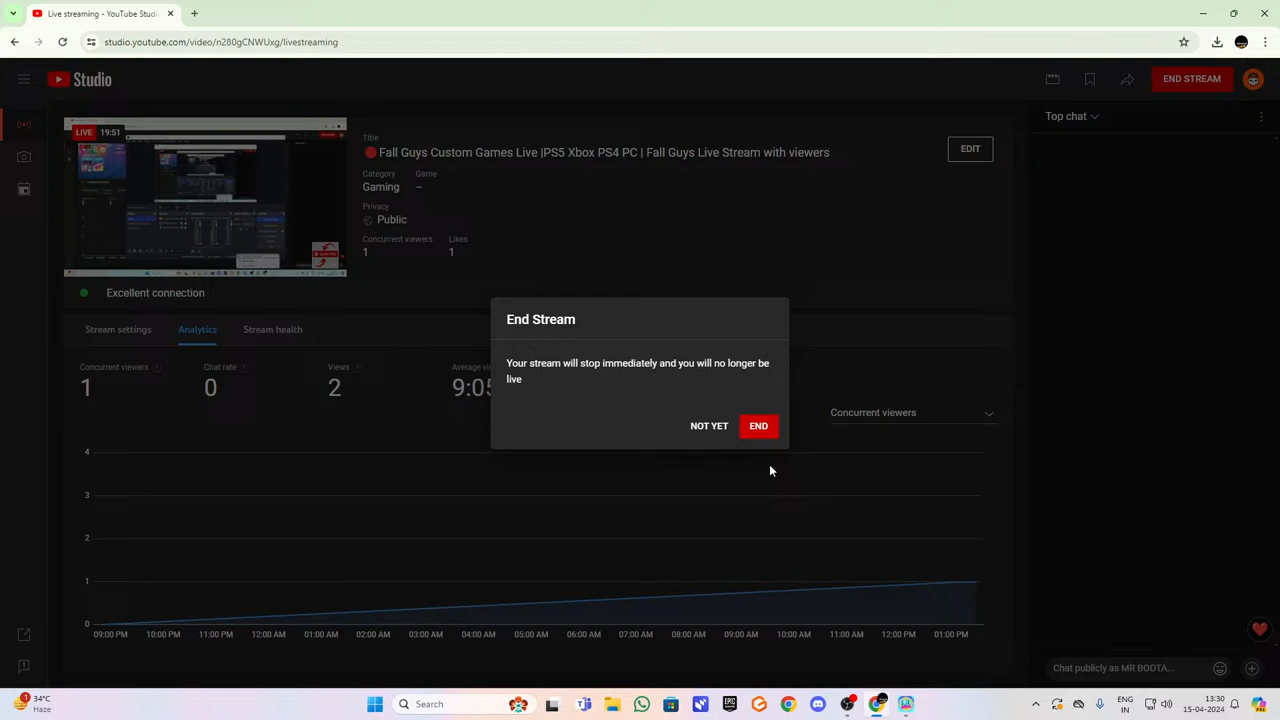 Live streaming - YouTube Studi
studio.youtube.com/video/n280gCNWUxg/livestreaming
Studio
END STREAM
LIVE 19:51
Title
Fall Guys Custom Games Live |PS5 Xbox PS4 PC | Fall Guys Live Stream with viewers
EDIT
Category Game
Gaming –
Privacy
Public
Concurrent viewers Likes
1 1
Top chat
Excellent connection
Stream settings Analytics Stream health
Concurrent viewers Chat rate Views Average vi
1 0 2 9:05
End Stream
Your stream will stop immediately and you will no longer be
live
NOT YET END
Concurrent viewers
4
3
2
1
0
09:00 PM 10:00 PM 11:00 PM 12:00 AM 01:00 AM 02:00 AM 03:00 AM 04:00 AM 05:00 AM 06:00 AM 07:00 AM 08:00 AM 09:00 AM 10:00 AM 11:00 AM 12:00 PM 01:00 PM
Chat publicly as MR BOOTA...
1
34°C
Haze
Search
EPIC
ENG
IN
13:30
15-04-2024